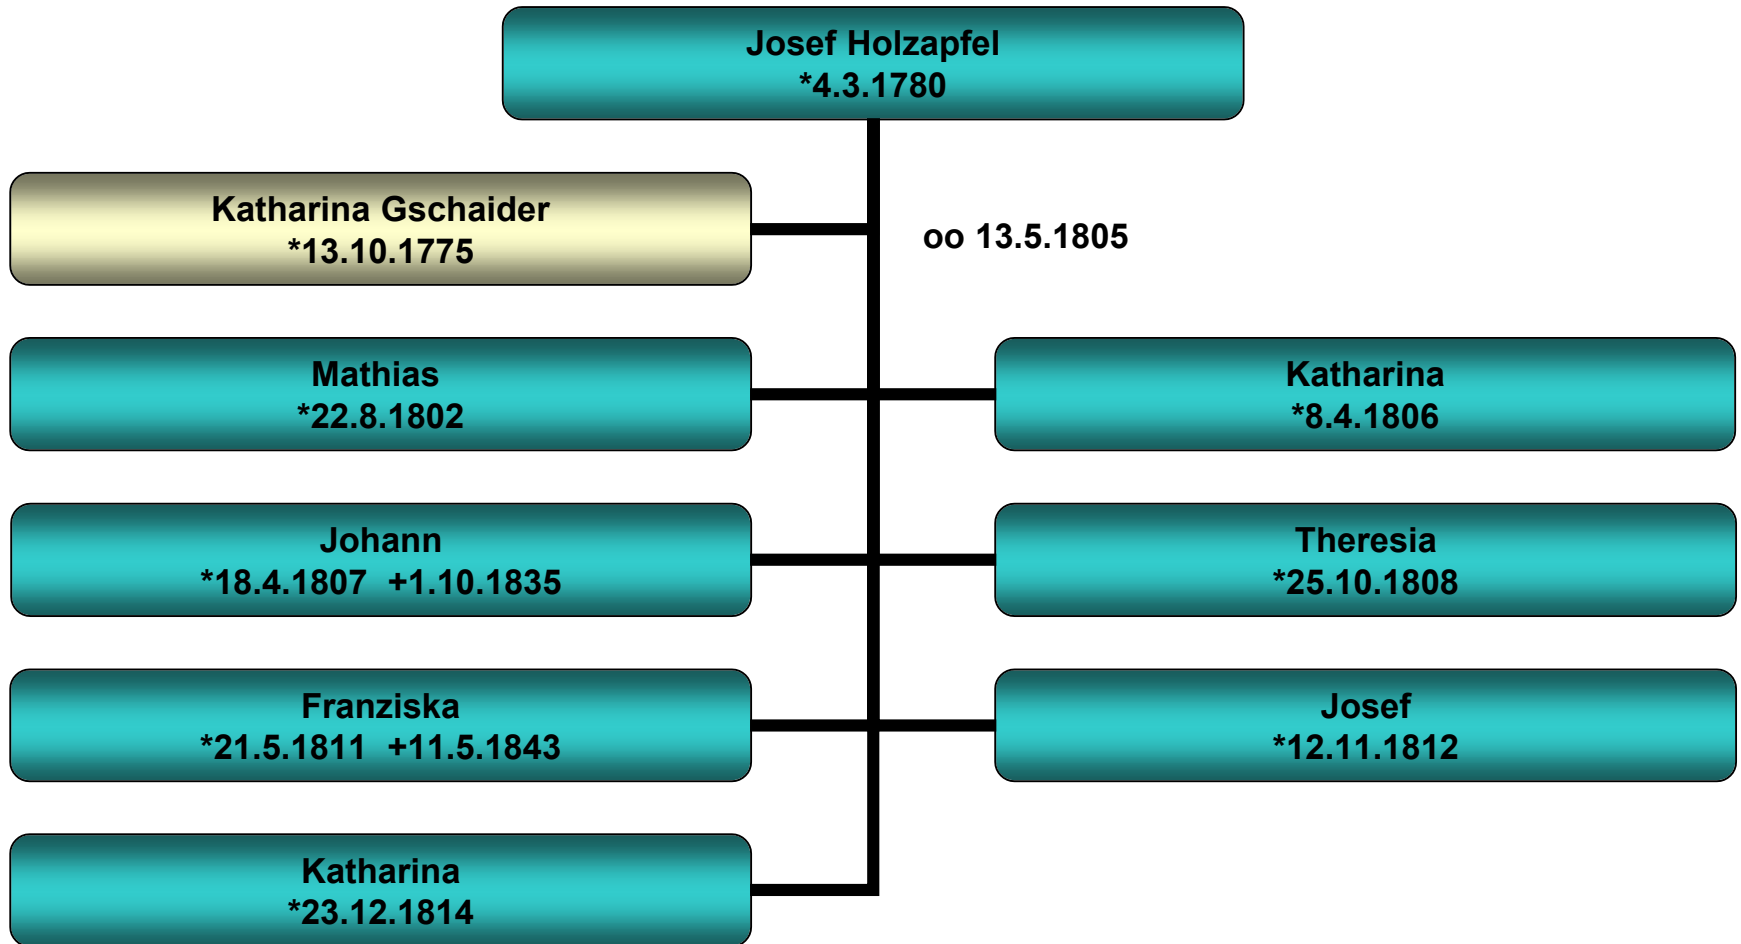 Josef Holzapfel
*4.3.1780
Katharina Gschaider
*13.10.1775
oo 13.5.1805
Mathias
*22.8.1802
Katharina
*8.4.1806
Johann
*18.4.1807  +1.10.1835
Theresia
*25.10.1808
Franziska
*21.5.1811  +11.5.1843
Josef
*12.11.1812
Katharina
*23.12.1814